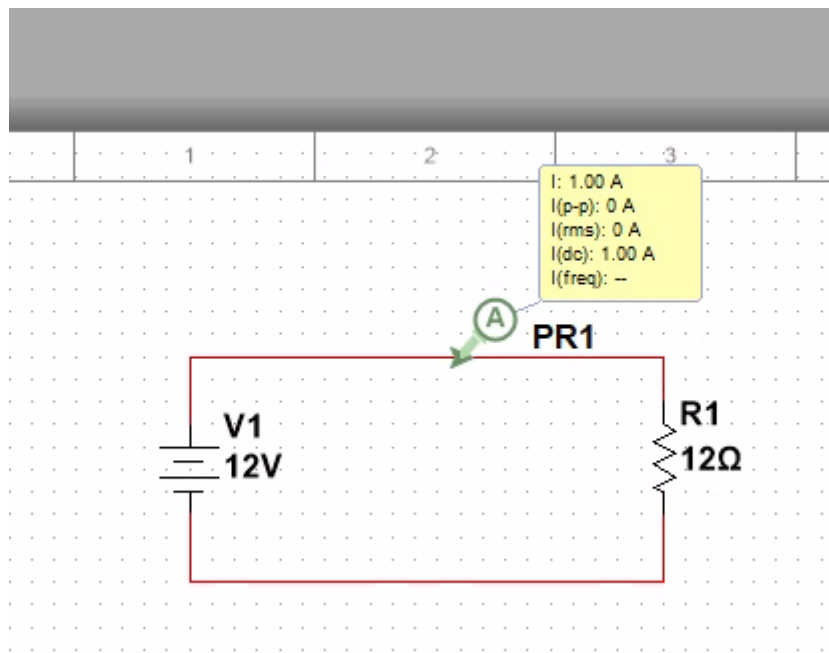 1 2 3
I: 1.00 A
I(p-p): 0 A
I(rms): 0 A
I(dc): 1.00 A
I(freq): --
A
PR1
V1
12V
R1
12Ω